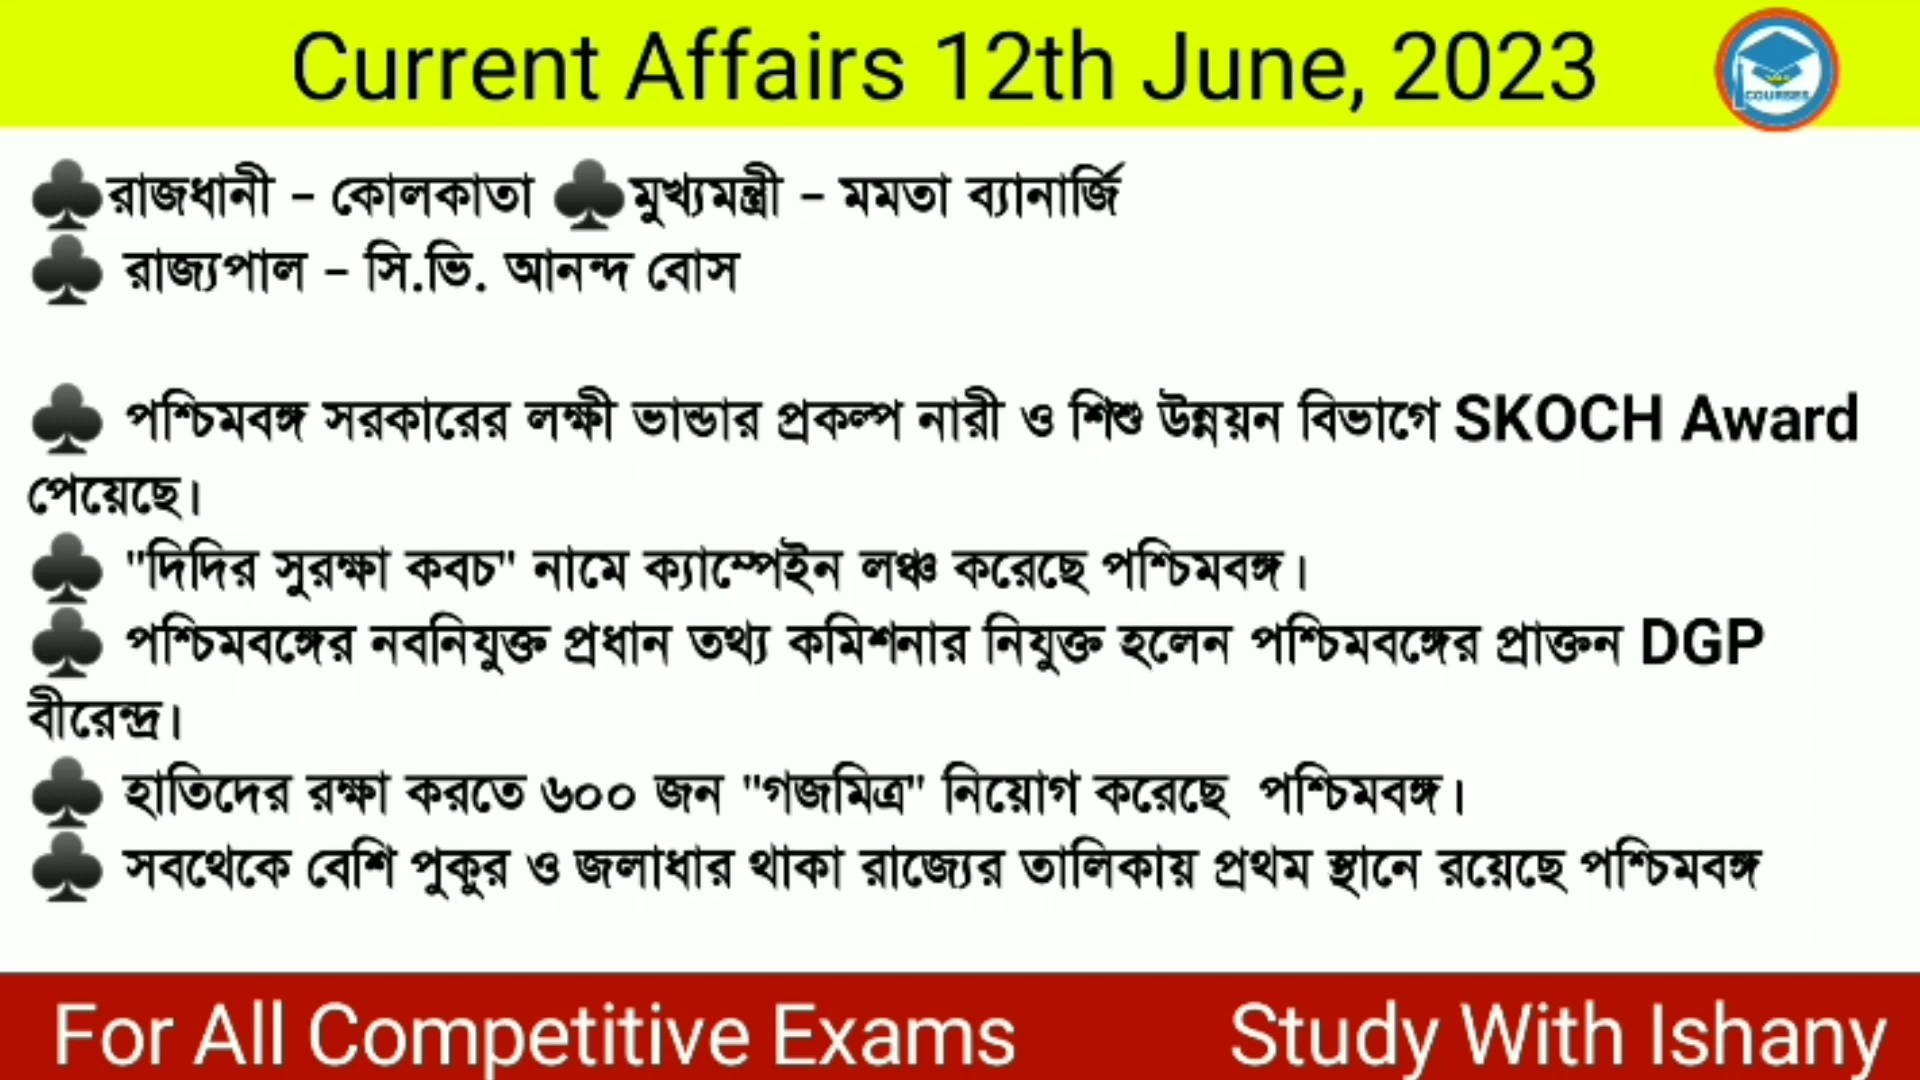 Current Affairs 12th June, 2023
COURSES
♣রাজধানী – কোলকাতা ♣মুখ্যমন্ত্রী – মমতা ব্যানার্জি
♣ রাজ্যপাল – সি.ভি. আনন্দ বোস
♣ পশ্চিমবঙ্গ সরকারের লক্ষী ভান্ডার প্রকল্প নারী ও শিশু উন্নয়ন বিভাগে SKOCH Award
পেয়েছে।
♣ "দিদির সুরক্ষা কবচ" নামে ক্যাম্পেইন লঞ্চ করেছে পশ্চিমবঙ্গ।
♣ পশ্চিমবঙ্গের নবনিযুক্ত প্রধান তথ্য কমিশনার নিযুক্ত হলেন পশ্চিমবঙ্গের প্রাক্তন DGP
বীরেন্দ্র।
♣ হাতিদের রক্ষা করতে ৬০০ জন "গজমিত্র" নিয়োগ করেছে পশ্চিমবঙ্গ।
♣ সবথেকে বেশি পুকুর ও জলাধার থাকা রাজ্যের তালিকায় প্রথম স্থানে রয়েছে পশ্চিমবঙ্গ
For All Competitive Exams Study With Ishany